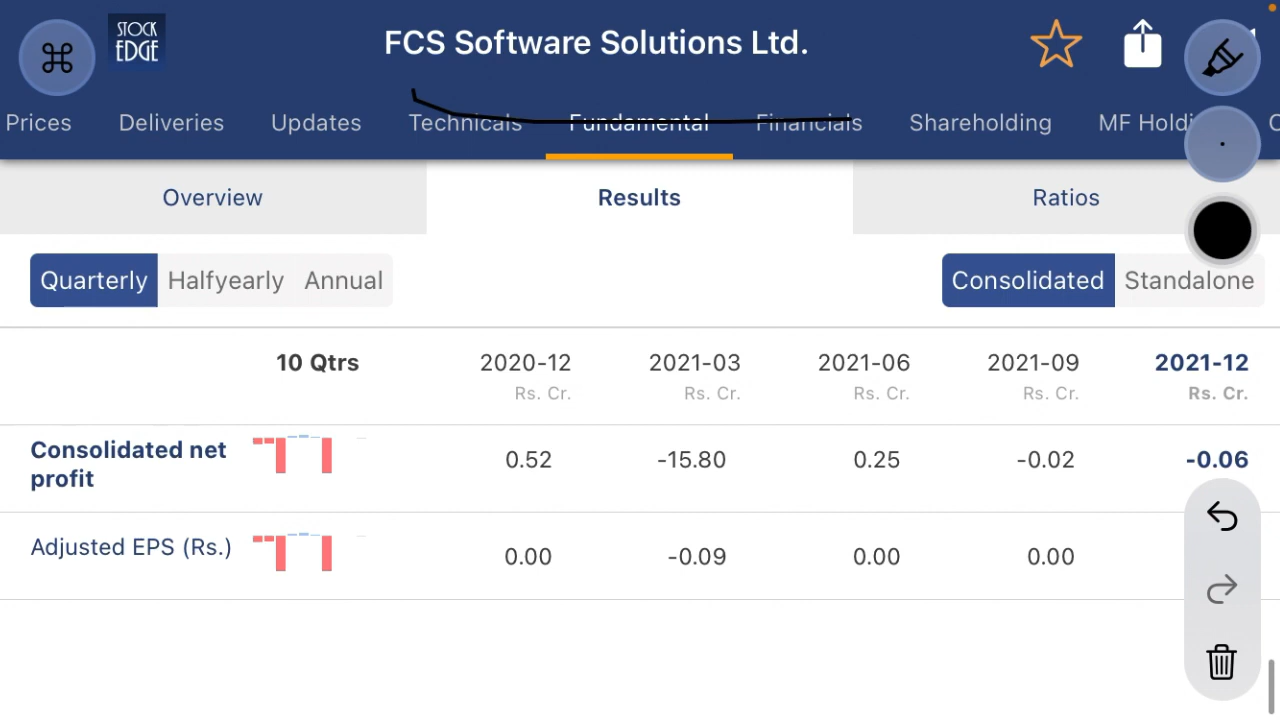 STOCK
EDGE
FCS Software Solutions Ltd.
Prices Deliveries Updates Technicals Fundamental Financials Shareholding MF Holdi
Overview Results Ratios
Quarterly Halfyearly Annual Consolidated Standalone
10 Qtrs 2020-12 2021-03 2021-06 2021-09 2021-12
Rs. Cr. Rs. Cr. Rs. Cr. Rs. Cr. Rs. Cr.
Consolidated net
profit
0.52 -15.80 0.25 -0.02 -0.06
Adjusted EPS (Rs.) 0.00 -0.09 0.00 0.00